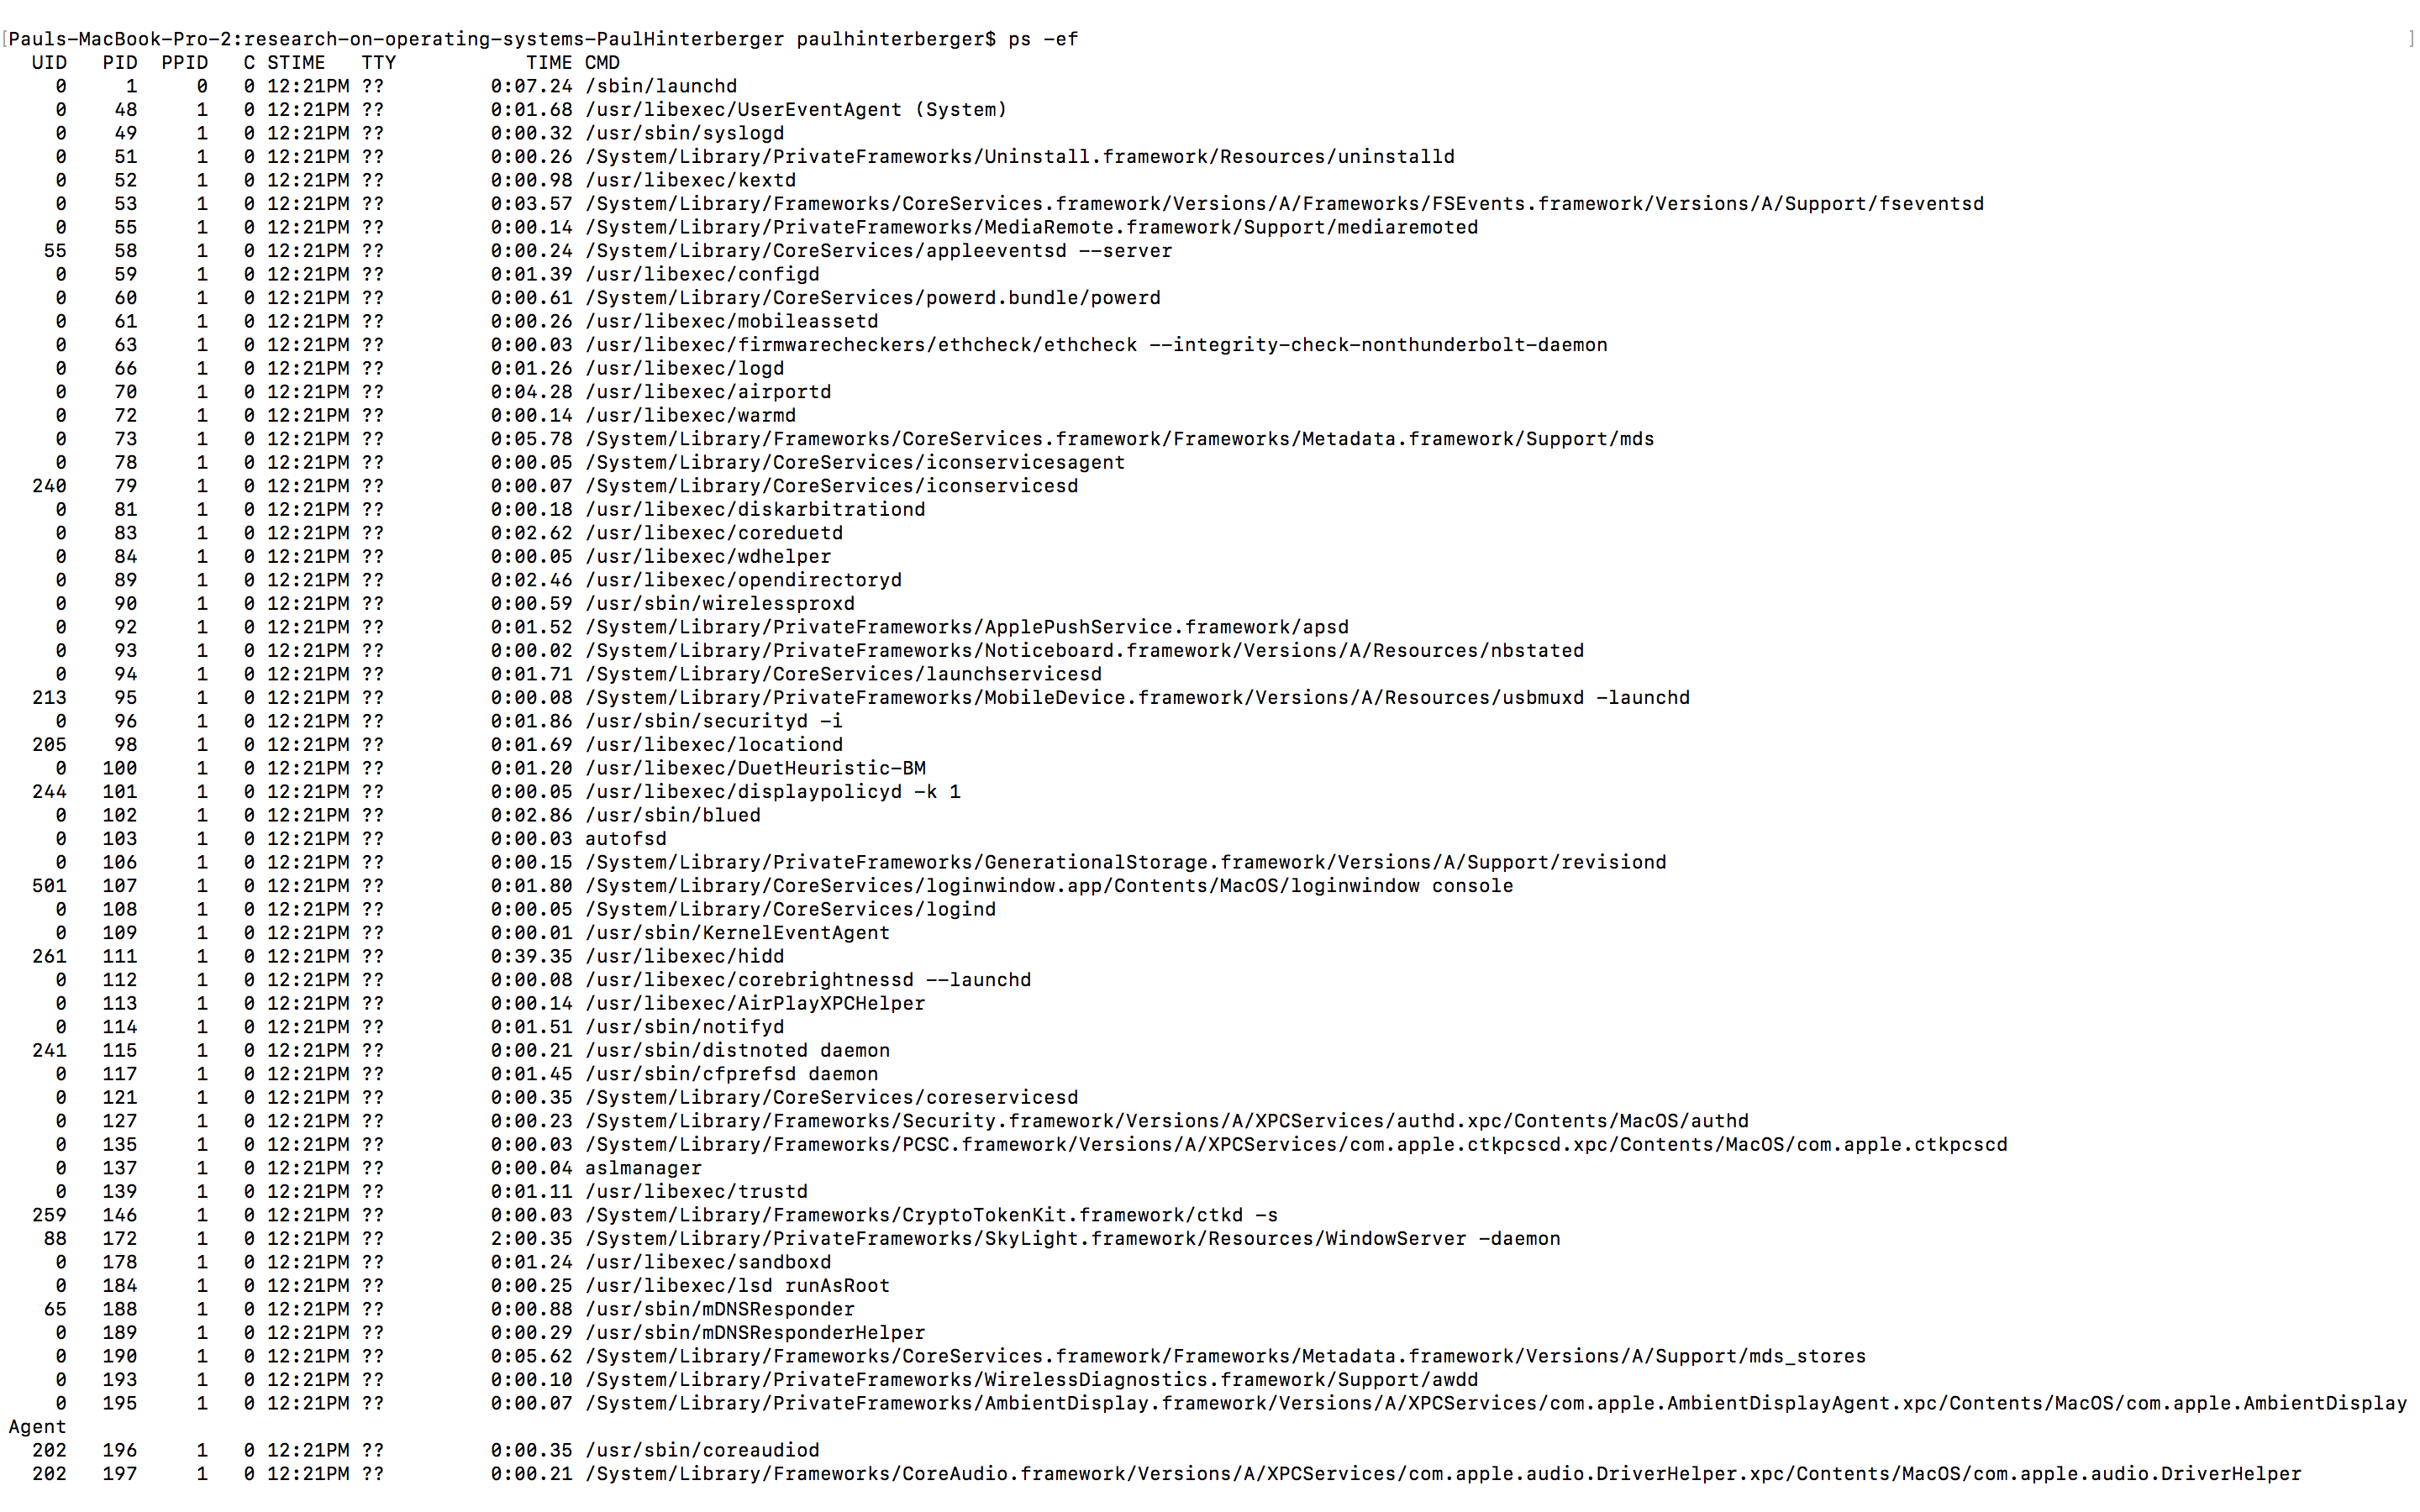 [Pauls-MacBook-Pro-2:research-on-operating-systems-PaulHinterberger paulhinterberger$ ps -ef ]
UID PID PPID C STIME TTY TIME CMD
0 1 0 0 12:21PM ?? 0:07.24 /sbin/launchd
0 48 1 0 12:21PM ?? 0:01.68 /usr/libexec/UserEventAgent (System)
0 49 1 0 12:21PM ?? 0:00.32 /usr/sbin/syslogd
0 51 1 0 12:21PM ?? 0:00.26 /System/Library/PrivateFrameworks/Uninstall.framework/Resources/uninstalld
0 52 1 0 12:21PM ?? 0:00.98 /usr/libexec/kextd
0 53 1 0 12:21PM ?? 0:03.57 /System/Library/Frameworks/CoreServices.framework/Versions/A/Frameworks/FSEvents.framework/Versions/A/Support/fseventsd
0 55 1 0 12:21PM ?? 0:00.14 /System/Library/PrivateFrameworks/MediaRemote.framework/Support/mediaremoted
55 58 1 0 12:21PM ?? 0:00.24 /System/Library/CoreServices/appleeventsd --server
0 59 1 0 12:21PM ?? 0:01.39 /usr/libexec/configd
0 60 1 0 12:21PM ?? 0:00.61 /System/Library/CoreServices/powerd.bundle/powerd
0 61 1 0 12:21PM ?? 0:00.26 /usr/libexec/mobileassetd
0 63 1 0 12:21PM ?? 0:00.03 /usr/libexec/firmwarecheckers/ethcheck/ethcheck --integrity-check-nonthunderbolt-daemon
0 66 1 0 12:21PM ?? 0:01.26 /usr/libexec/logd
0 70 1 0 12:21PM ?? 0:04.28 /usr/libexec/airportd
0 72 1 0 12:21PM ?? 0:00.14 /usr/libexec/warmd
0 73 1 0 12:21PM ?? 0:05.78 /System/Library/Frameworks/CoreServices.framework/Frameworks/Metadata.framework/Support/mds
0 78 1 0 12:21PM ?? 0:00.05 /System/Library/CoreServices/iconservicesagent
240 79 1 0 12:21PM ?? 0:00.07 /System/Library/CoreServices/iconservicesd
0 81 1 0 12:21PM ?? 0:00.18 /usr/libexec/diskarbitrationd
0 83 1 0 12:21PM ?? 0:02.62 /usr/libexec/coreduetd
0 84 1 0 12:21PM ?? 0:00.05 /usr/libexec/wdhelper
0 89 1 0 12:21PM ?? 0:02.46 /usr/libexec/opendirectoryd
0 90 1 0 12:21PM ?? 0:00.59 /usr/sbin/wirelessproxd
0 92 1 0 12:21PM ?? 0:01.52 /System/Library/PrivateFrameworks/ApplePushService.framework/apsd
0 93 1 0 12:21PM ?? 0:00.02 /System/Library/PrivateFrameworks/Noticeboard.framework/Versions/A/Resources/nbstated
0 94 1 0 12:21PM ?? 0:01.71 /System/Library/CoreServices/launchservicesd
213 95 1 0 12:21PM ?? 0:00.08 /System/Library/PrivateFrameworks/MobileDevice.framework/Versions/A/Resources/usbmuxd -launchd
0 96 1 0 12:21PM ?? 0:01.86 /usr/sbin/securityd -i
205 98 1 0 12:21PM ?? 0:01.69 /usr/libexec/locationd
0 100 1 0 12:21PM ?? 0:01.20 /usr/libexec/DuetHeuristic-BM
244 101 1 0 12:21PM ?? 0:00.05 /usr/libexec/displaypolicyd -k 1
0 102 1 0 12:21PM ?? 0:02.86 /usr/sbin/blued
0 103 1 0 12:21PM ?? 0:00.03 autofsd
0 106 1 0 12:21PM ?? 0:00.15 /System/Library/PrivateFrameworks/GenerationalStorage.framework/Versions/A/Support/revisiond
501 107 1 0 12:21PM ?? 0:01.80 /System/Library/CoreServices/loginwindow.app/Contents/MacOS/loginwindow console
0 108 1 0 12:21PM ?? 0:00.05 /System/Library/CoreServices/logind
0 109 1 0 12:21PM ?? 0:00.01 /usr/sbin/KernelEventAgent
261 111 1 0 12:21PM ?? 0:39.35 /usr/libexec/hidd
0 112 1 0 12:21PM ?? 0:00.08 /usr/libexec/corebrightnessd --launchd
0 113 1 0 12:21PM ?? 0:00.14 /usr/libexec/AirPlayXPCHelper
0 114 1 0 12:21PM ?? 0:01.51 /usr/sbin/notifyd
241 115 1 0 12:21PM ?? 0:00.21 /usr/sbin/distnoted daemon
0 117 1 0 12:21PM ?? 0:01.45 /usr/sbin/cfprefsd daemon
0 121 1 0 12:21PM ?? 0:00.35 /System/Library/CoreServices/coreservicesd
0 127 1 0 12:21PM ?? 0:00.23 /System/Library/Frameworks/Security.framework/Versions/A/XPCServices/authd.xpc/Contents/MacOS/authd
0 135 1 0 12:21PM ?? 0:00.03 /System/Library/Frameworks/PCSC.framework/Versions/A/XPCServices/com.apple.ctkpcscd.xpc/Contents/MacOS/com.apple.ctkpcscd
0 137 1 0 12:21PM ?? 0:00.04 aslmanager
0 139 1 0 12:21PM ?? 0:01.11 /usr/libexec/trustd
259 146 1 0 12:21PM ?? 0:00.03 /System/Library/Frameworks/CryptoTokenKit.framework/ctkd -s
88 172 1 0 12:21PM ?? 2:00.35 /System/Library/PrivateFrameworks/SkyLight.framework/Resources/WindowServer -daemon
0 178 1 0 12:21PM ?? 0:01.24 /usr/libexec/sandboxd
0 184 1 0 12:21PM ?? 0:00.25 /usr/libexec/lsd runAsRoot
65 188 1 0 12:21PM ?? 0:00.88 /usr/sbin/mDNSResponder
0 189 1 0 12:21PM ?? 0:00.29 /usr/sbin/mDNSResponderHelper
0 190 1 0 12:21PM ?? 0:05.62 /System/Library/Frameworks/CoreServices.framework/Frameworks/Metadata.framework/Versions/A/Support/mds_stores
0 193 1 0 12:21PM ?? 0:00.10 /System/Library/PrivateFrameworks/WirelessDiagnostics.framework/Support/awdd
0 195 1 0 12:21PM ?? 0:00.07 /System/Library/PrivateFrameworks/AmbientDisplay.framework/Versions/A/XPCServices/com.apple.AmbientDisplayAgent.xpc/Contents/MacOS/com.apple.AmbientDisplay
Agent
202 196 1 0 12:21PM ?? 0:00.35 /usr/sbin/coreaudiod
202 197 1 0 12:21PM ?? 0:00.21 /System/Library/Frameworks/CoreAudio.framework/Versions/A/XPCServices/com.apple.audio.DriverHelper.xpc/Contents/MacOS/com.apple.audio.DriverHelper